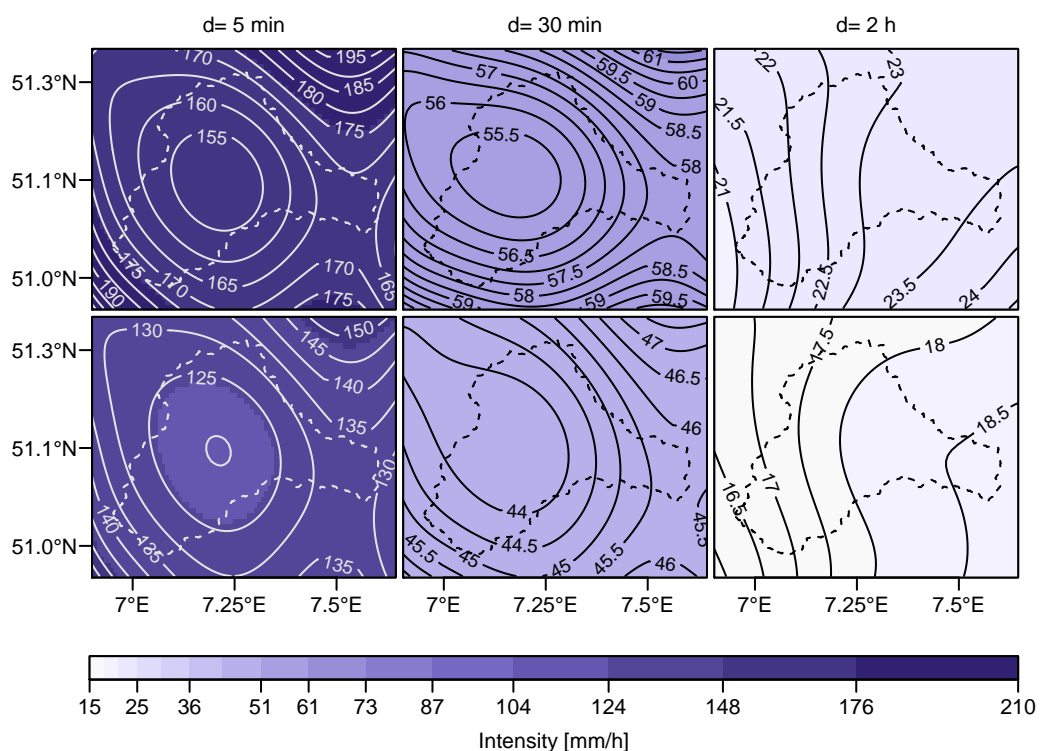 d= 5 min d= 30 min d= 2 h
51.3°N
51.1°N
51.0°N
170 195 185 180 175 160 155 175 190 170 165 170 175 165
57 61 60 59.5 59 58.5 58 56 55.5 56.5 57.5 58 59 59 58.5 59.5
22 23 21.5 21 22.5 23.5 24
51.3°N
51.1°N
51.0°N
130 150 145 140 135 125 130 140 135 135
47 46.5 46 44 44.5 45 45.5 45 45.5 46 45.5
17.5 18 18.5 17 16.5
7°E 7.25°E 7.5°E 7°E 7.25°E 7.5°E 7°E 7.25°E 7.5°E
15 25 36 51 61 73 87 104 124 148 176 210
Intensity [mm/h]